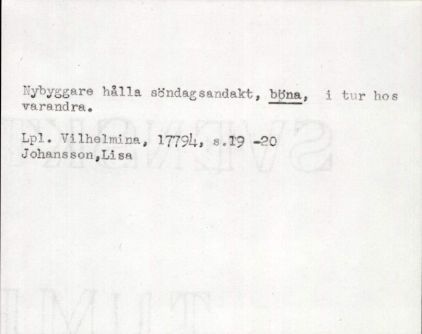 Nybyggare hålla söndagsandakt, böna, i tur hos
varandra.
Lpl. Vilhelmina, 17794, s.19 -20
Johansson,Lisa